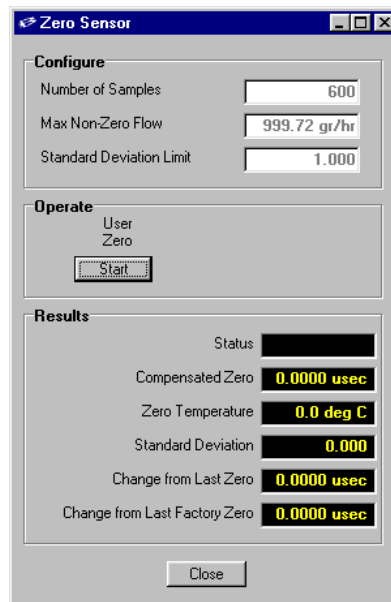 Zero Sensor
Configure
Number of Samples 600
Max Non-Zero Flow 999.72 gr/hr
Standard Deviation Limit 1.000
Operate
User
Zero
Start
Results
Status
Compensated Zero 0.0000 usec
Zero Temperature 0.0 deg C
Standard Deviation 0.000
Change from Last Zero 0.0000 usec
Change from Last Factory Zero 0.0000 usec
Close